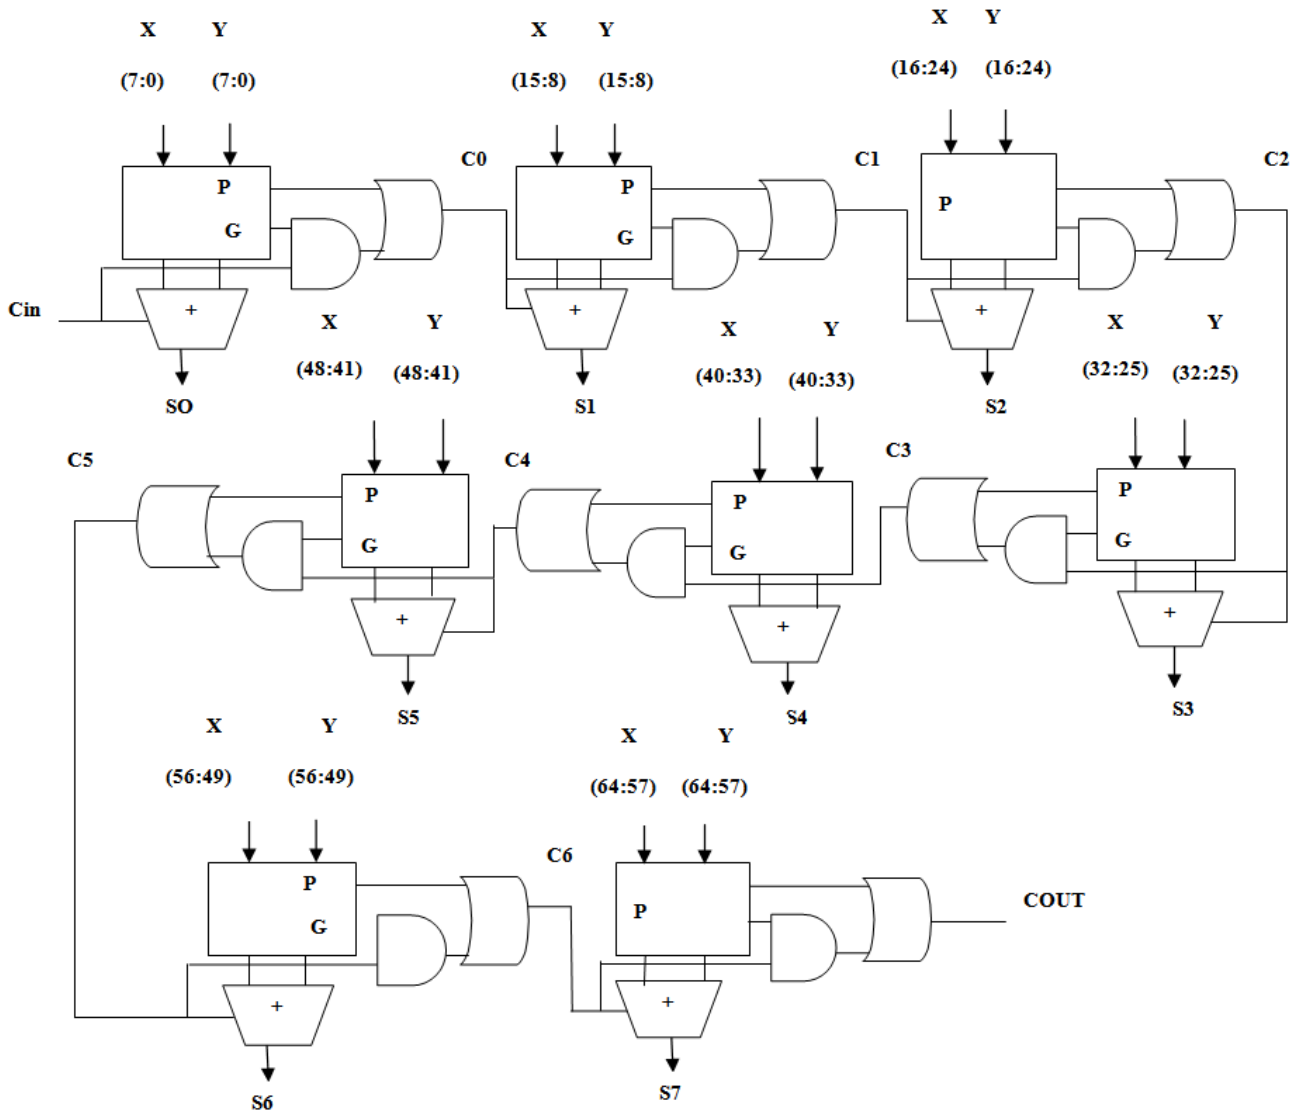 X Y
(7:0) (7:0)
X Y
(15:8) (15:8)
X Y
(16:24) (16:24)
C0
C1
C2
P
G
P
G
P
Cin
+
+
+
SO
S1
S2
X Y
(48:41) (48:41)
X Y
(40:33) (40:33)
X Y
(32:25) (32:25)
C5
C4
C3
P
G
P
G
P
G
+
+
+
S5
S4
S3
X Y
(56:49) (56:49)
X Y
(64:57) (64:57)
C6
P
G
P
COUT
+
+
S6
S7